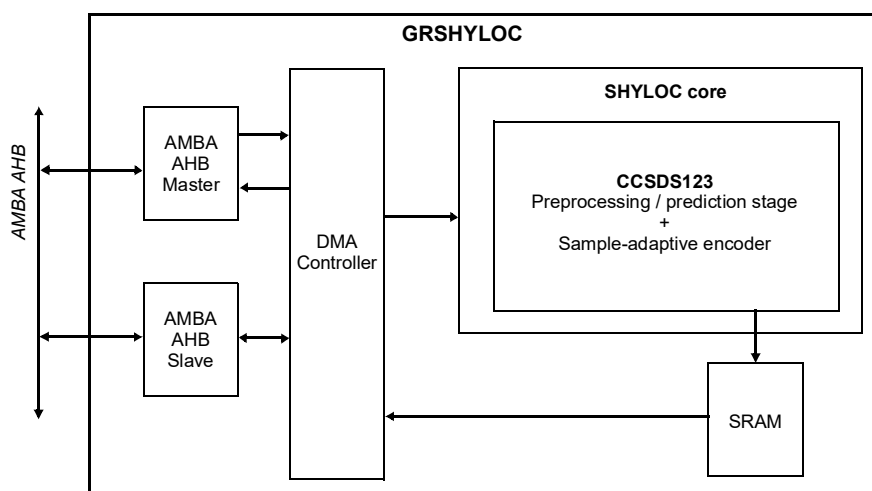 GRSHYLOC
AMBA AHB
AMBA
AHB
Master
AMBA
AHB
Slave
DMA
Controller
SHYLOC core
CCSDS123
Preprocessing / prediction stage
+
Sample-adaptive encoder
SRAM